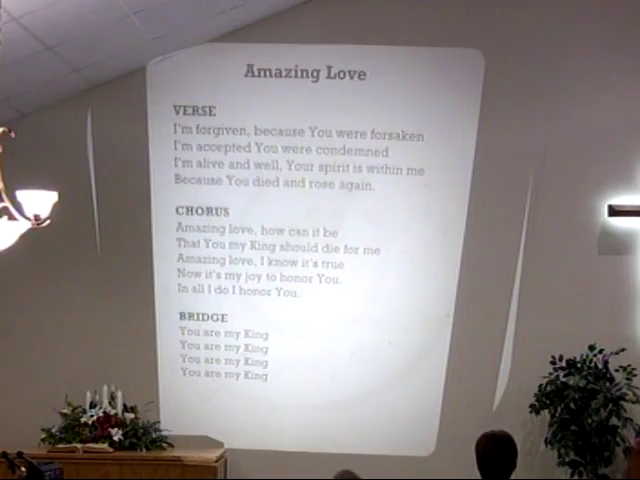 Amazing Love
VERSE
I'm forgiven, because You were forsaken
I'm accepted You were condemned
I'm alive and well, Your spirit is within me
Because You died and rose again.
CHORUS
Amazing love, how can it be
That You my King should die for me
Amazing love, I know it's true
Now it's my joy to honor You.
In all I do I honor You.
BRIDGE
You are my King
You are my King
You are my King
You are my King